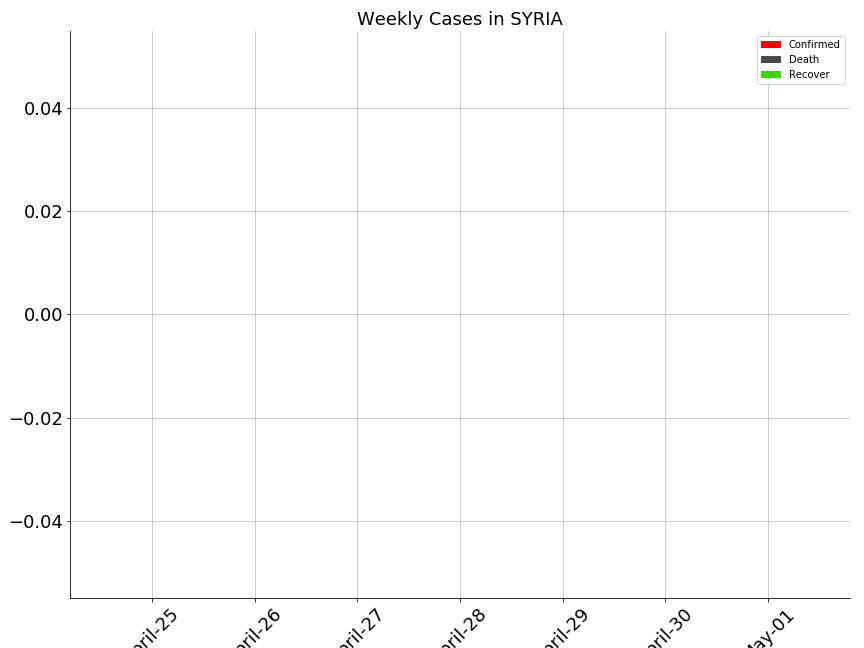 Weekly Cases in SYRIA
Confirmed
Death
Recover
0.04
0.02
0.00
−0.02
−0.04
pril-25
pril-26
pril-27
pril-28
pril-29
pril-30
ay-01